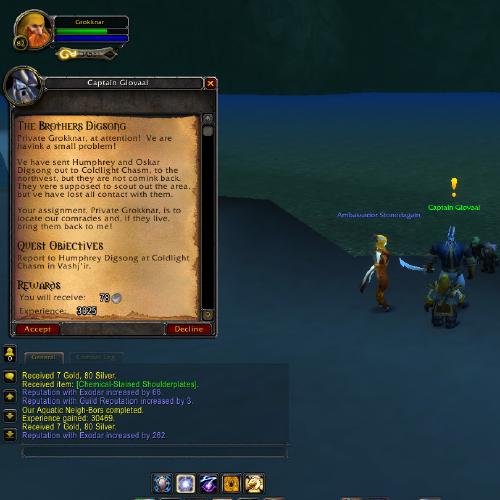 Grokknar
82
Captain Glovaal
The Brothers Digsong
Private Grokknar, at attention! Ve are
havink a small problem!
Ve have sent Humphrey and Oskar
Digsong out to Coldlight Chasm, to the
northvest, but they are not comink back.
They vere supposed to scout out the area,
but ve have lost all contact with them.
Your assignment, Private Grokknar, is to
locate our comrades and, if they live,
bring them back to me!
Quest Objectives
Report to Humphrey Digsong at Coldlight
Chasm in Vashj'ir.
Rewards
You will receive: 78
Experience: 3025
Accept
Decline
Ambassador Stonedagain
Captain Glovaal
General
Combat Log
0
Received 7 Gold, 80 Silver.
Received item: [Chemical-Stained Shoulderplates].
Reputation with Exodar increased by 66.
Reputation with Guild Reputation increased by 3.
Our Aquatic Neigh-Bors completed.
Experience gained: 30469.
Received 7 Gold, 80 Silver.
Reputation with Exodar increased by 262.